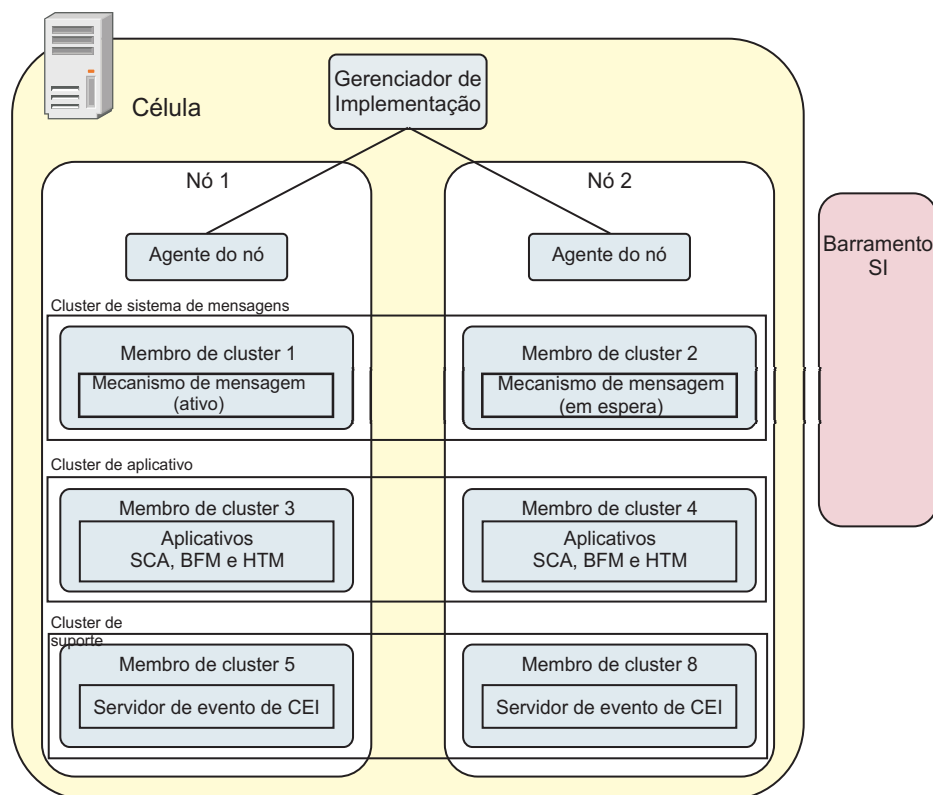 Gerenciador de
Implementação
Célula
Nó 1
Nó 2
Agente do nó
Agente do nó
Barramento
SI
Cluster de sistema de mensagens
Membro de cluster 1
Mecanismo de mensagem
(ativo)
Membro de cluster 2
Mecanismo de mensagem
(em espera)
Cluster de aplicativo
Membro de cluster 3
Aplicativos
SCA, BFM e HTM
Membro de cluster 4
Aplicativos
SCA, BFM e HTM
Cluster de
suporte
Membro de cluster 5
Servidor de evento de CEI
Membro de cluster 8
Servidor de evento de CEI